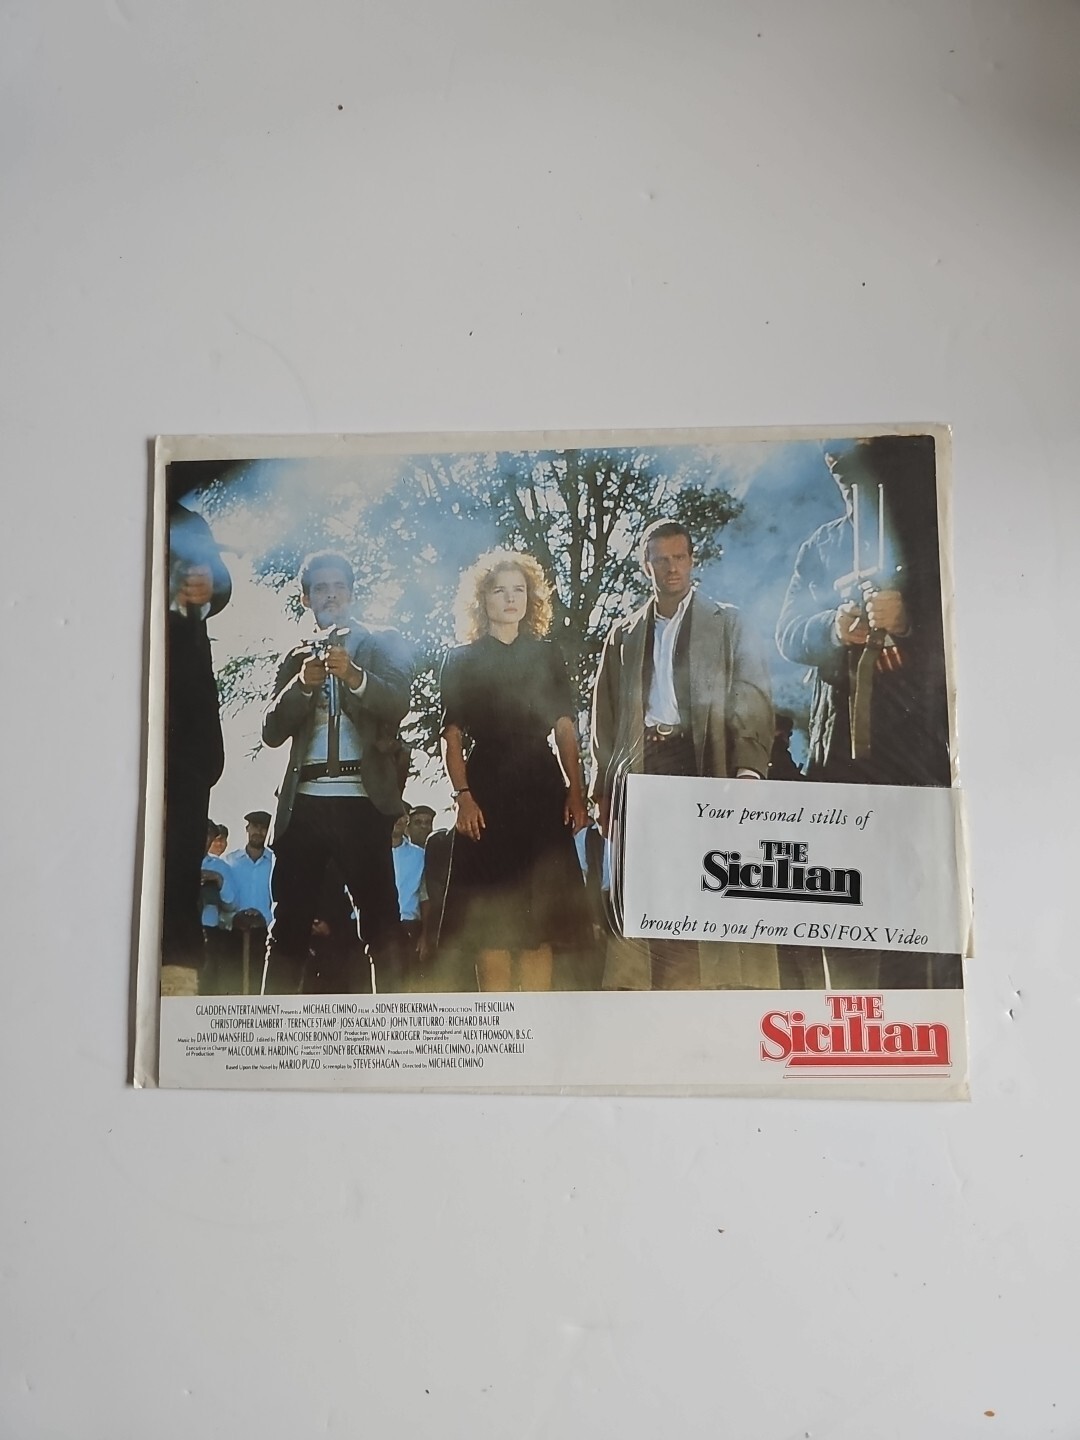 Your personal stills of
THE
Sicilian
brought to you from CBS/FOX Video
GLADDEN ENTERTAINMENT Presents A MICHAEL CIMINO FILM A SIDNEY BECKERMAN PRODUCTION THE SICILIAN
CHRISTOPHER LAMBERT · TERENCE STAMP · JOSS ACKLAND · JOHN TURTURRO · RICHARD BAUER
Music by DAVID MANSFIELD Edited by FRANCOISE BONNOT Production Designed by WOLF KROEGER Photographed and Operated by ALEX THOMSON, B.S.C.
Executive in Charge of Production MALCOLM R. HARDING Executive Producer SIDNEY BECKERMAN Produced by MICHAEL CIMINO & JOANN CARELLI
Based Upon the Novel by MARIO PUZO Screenplay by STEVE SHAGAN Directed by MICHAEL CIMINO
THE
Sicilian